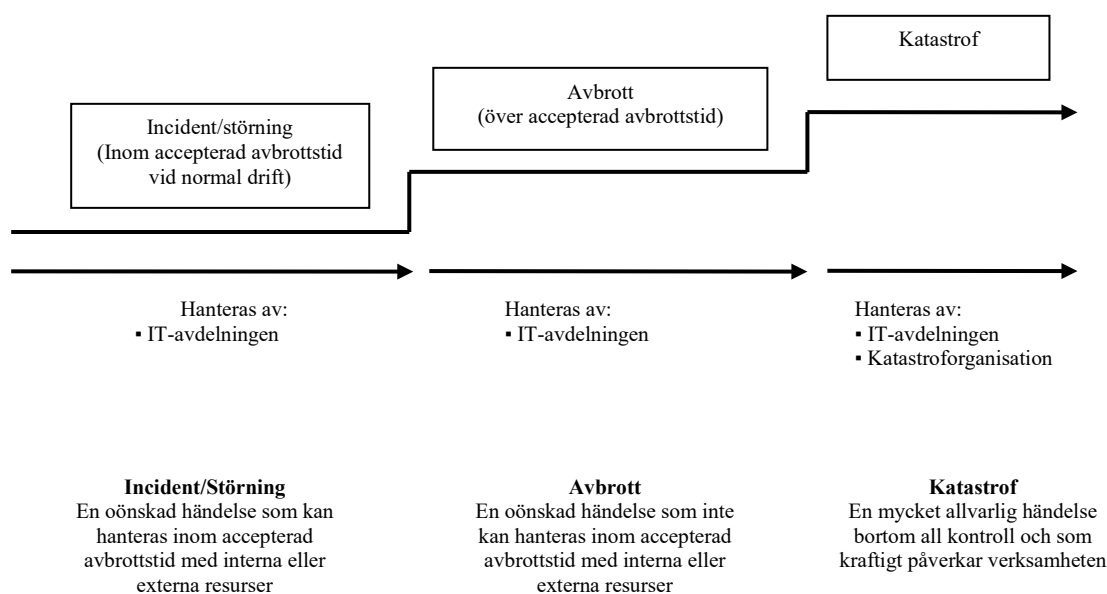 Katastrof
Avbrott
(över accepterad avbrottstid)
Incident/störning
(Inom accepterad avbrottstid
vid normal drift)
Hanteras av:
▪ IT-avdelningen
Hanteras av:
▪ IT-avdelningen
Hanteras av:
▪ IT-avdelningen
▪ Katastroforganisation
Incident/Störning
En oönskad händelse som kan
hanteras inom accepterad
avbrottstid med interna eller
externa resurser
Avbrott
En oönskad händelse som inte
kan hanteras inom accepterad
avbrottstid med interna eller
externa resurser
Katastrof
En mycket allvarlig händelse
bortom all kontroll och som
kraftigt påverkar verksamheten